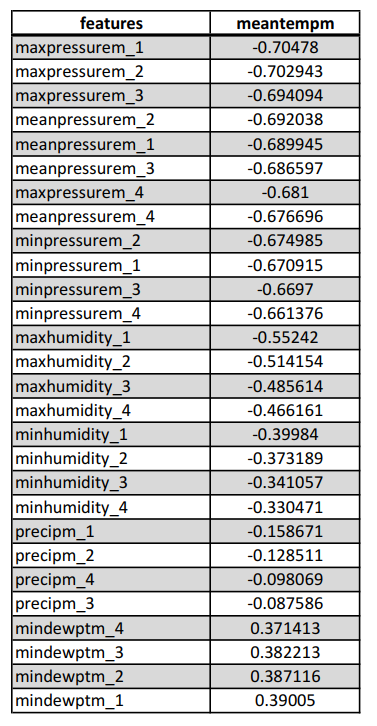 features meantempm
maxpressurem_1 -0.70478
maxpressurem_2 -0.702943
maxpressurem_3 -0.694094
meanpressurem_2 -0.692038
meanpressurem_1 -0.689945
meanpressurem_3 -0.686597
maxpressurem_4 -0.681
meanpressurem_4 -0.676696
minpressurem_2 -0.674985
minpressurem_1 -0.670915
minpressurem_3 -0.6697
minpressurem_4 -0.661376
maxhumidity_1 -0.55242
maxhumidity_2 -0.514154
maxhumidity_3 -0.485614
maxhumidity_4 -0.466161
minhumidity_1 -0.39984
minhumidity_2 -0.373189
minhumidity_3 -0.341057
minhumidity_4 -0.330471
precipm_1 -0.158671
precipm_2 -0.128511
precipm_4 -0.098069
precipm_3 -0.087586
mindewptm_4 0.371413
mindewptm_3 0.382213
mindewptm_2 0.387116
mindewptm_1 0.39005